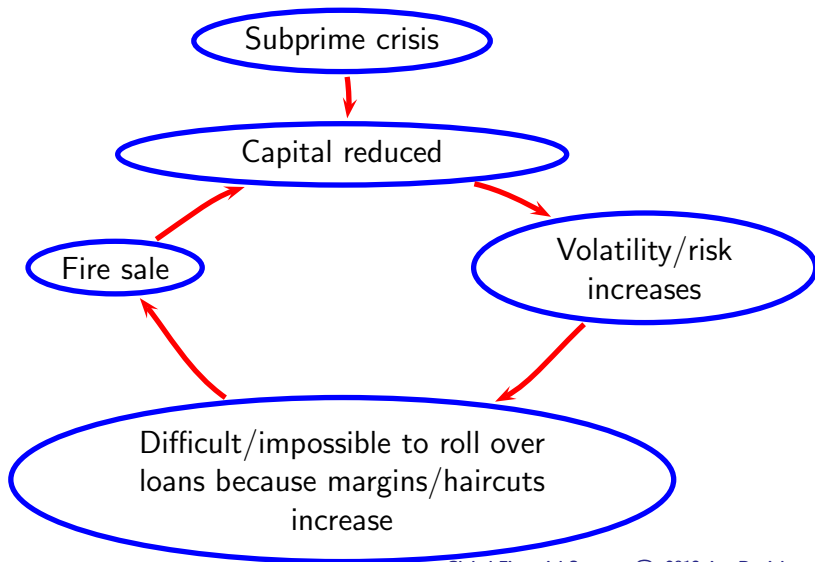 Subprime crisis
Capital reduced
Volatility/risk
increases
Fire sale
Difficult/impossible to roll over
loans because margins/haircuts
increase